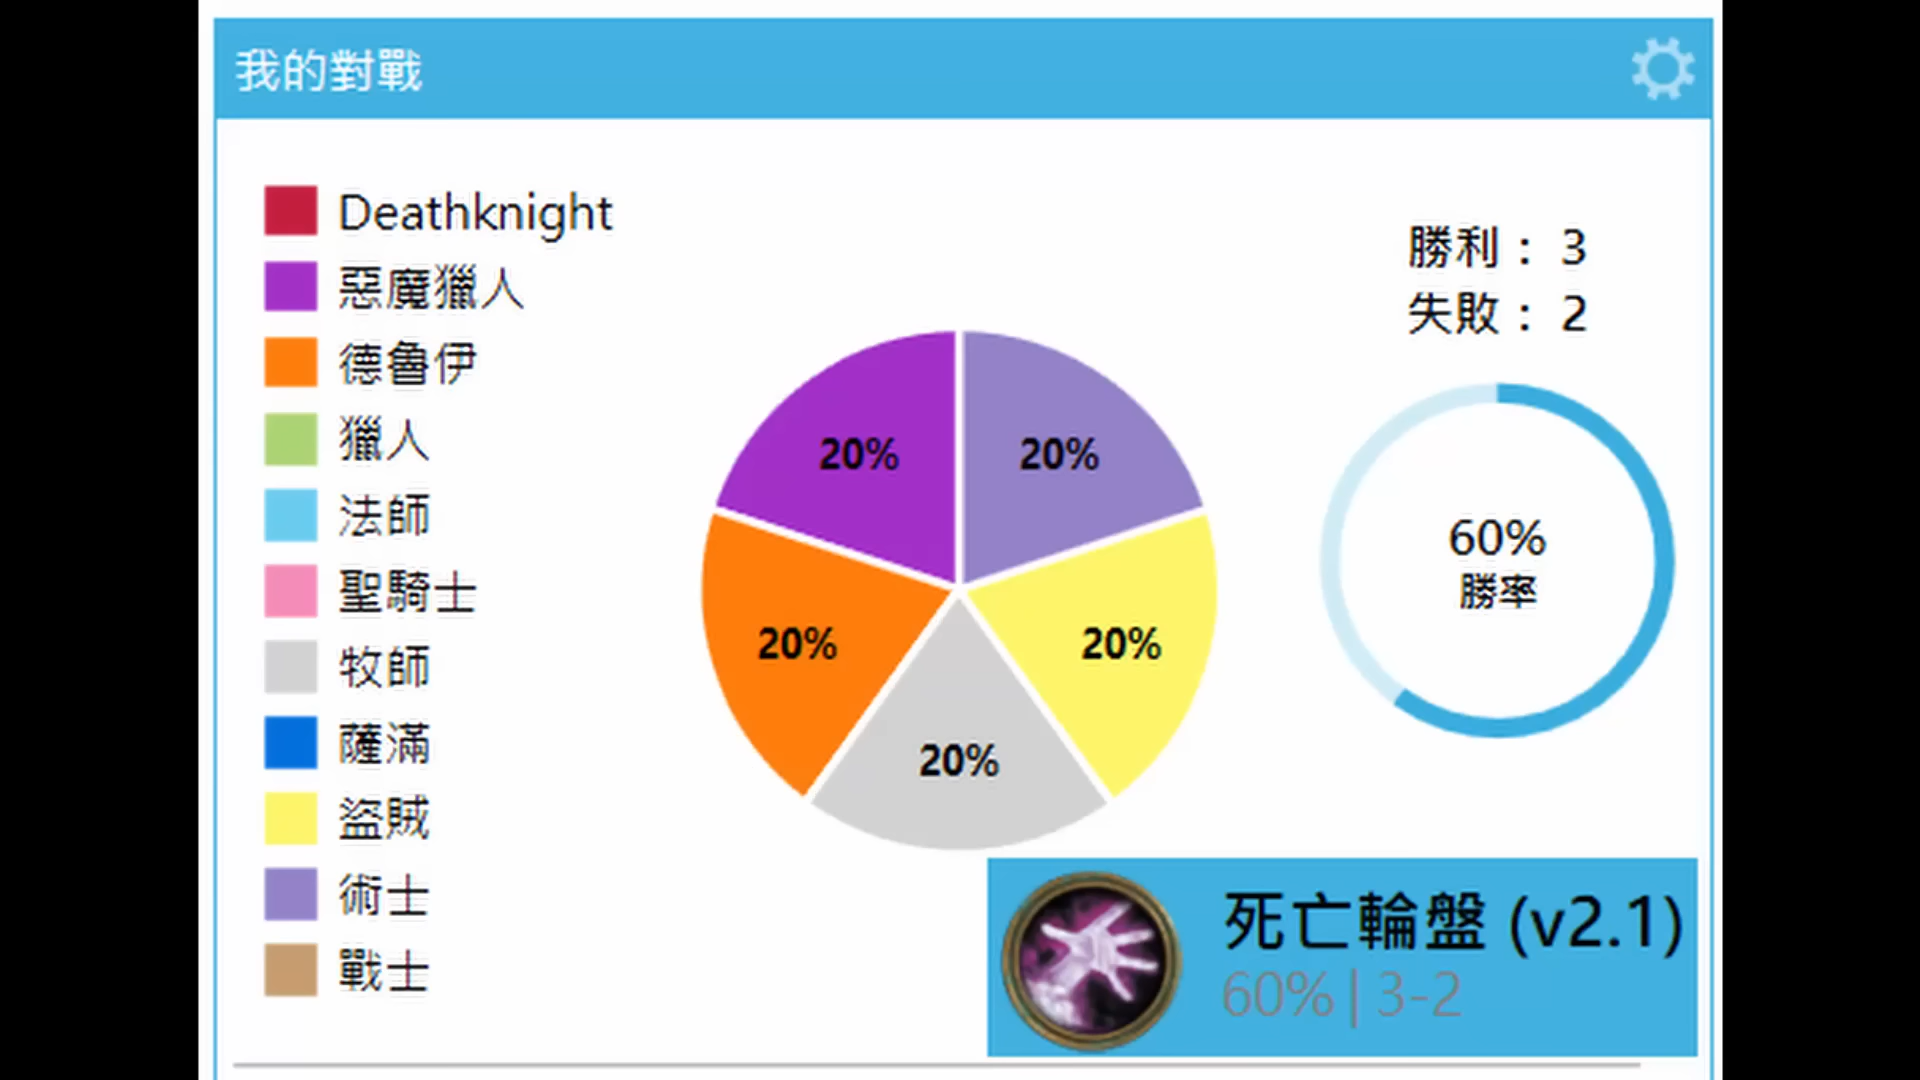 我的對戰
Deathknight
惡魔獵人
德魯伊
獵人
法師
聖騎士
牧師
薩滿
盜賊
術士
戰士
20%
20%
20%
20%
20%
勝利： 3
失敗： 2
60%
勝率
死亡輪盤 (v2.1)
60% | 3-2